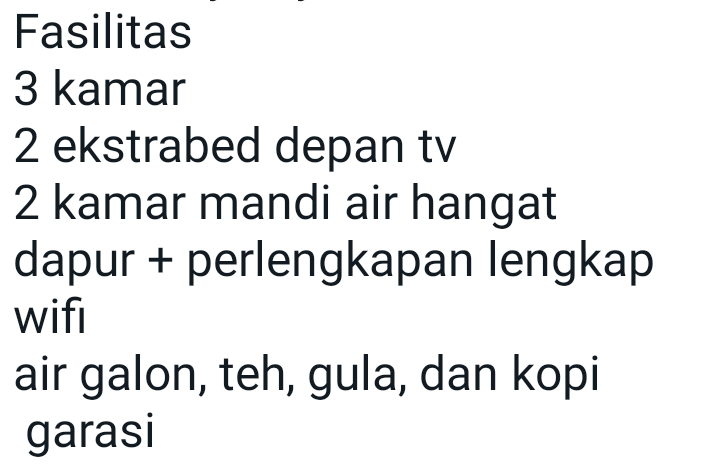 Fasilitas
3 kamar
2 ekstrabed depan tv
2 kamar mandi air hangat
dapur + perlengkapan lengkap
wifi
air galon, teh, gula, dan kopi
garasi